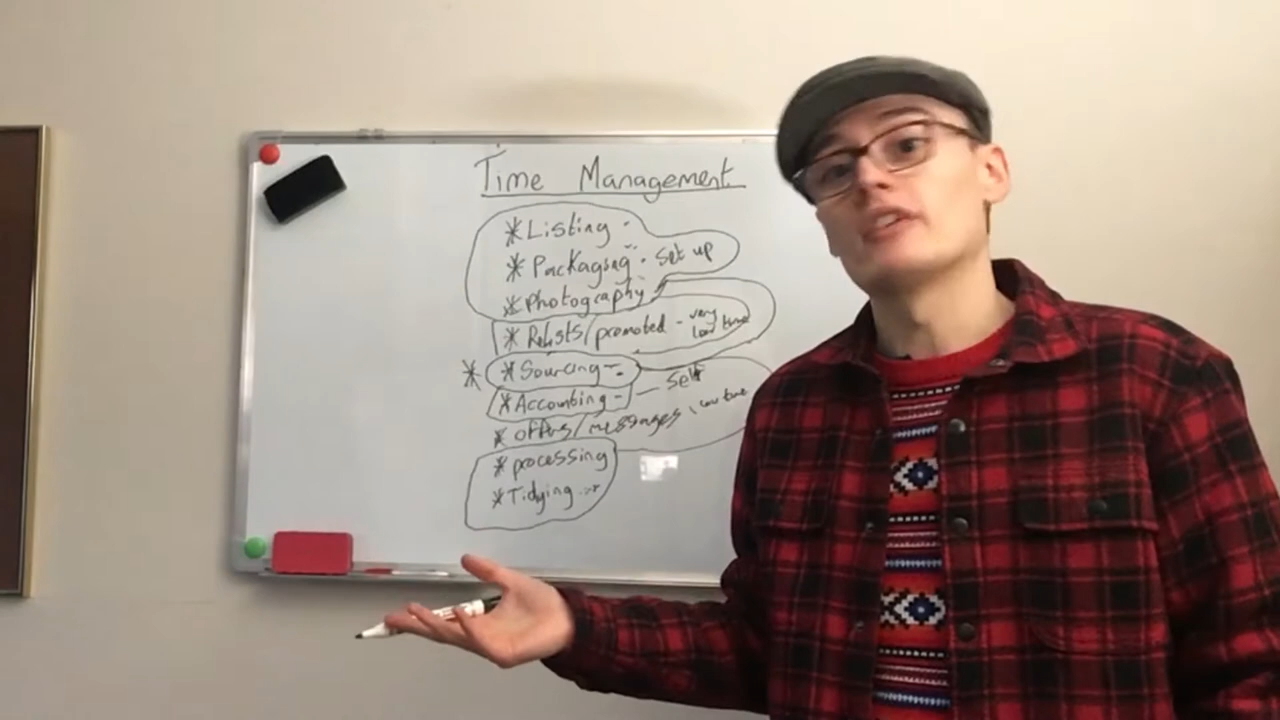 Time Management
* Listing -
* Packaging - Set up
* Photography
* Relists/promoted - very low time
* * Sourcing -
* Accounting - - Self
* offers/messages, low time
* processing
* Tidying